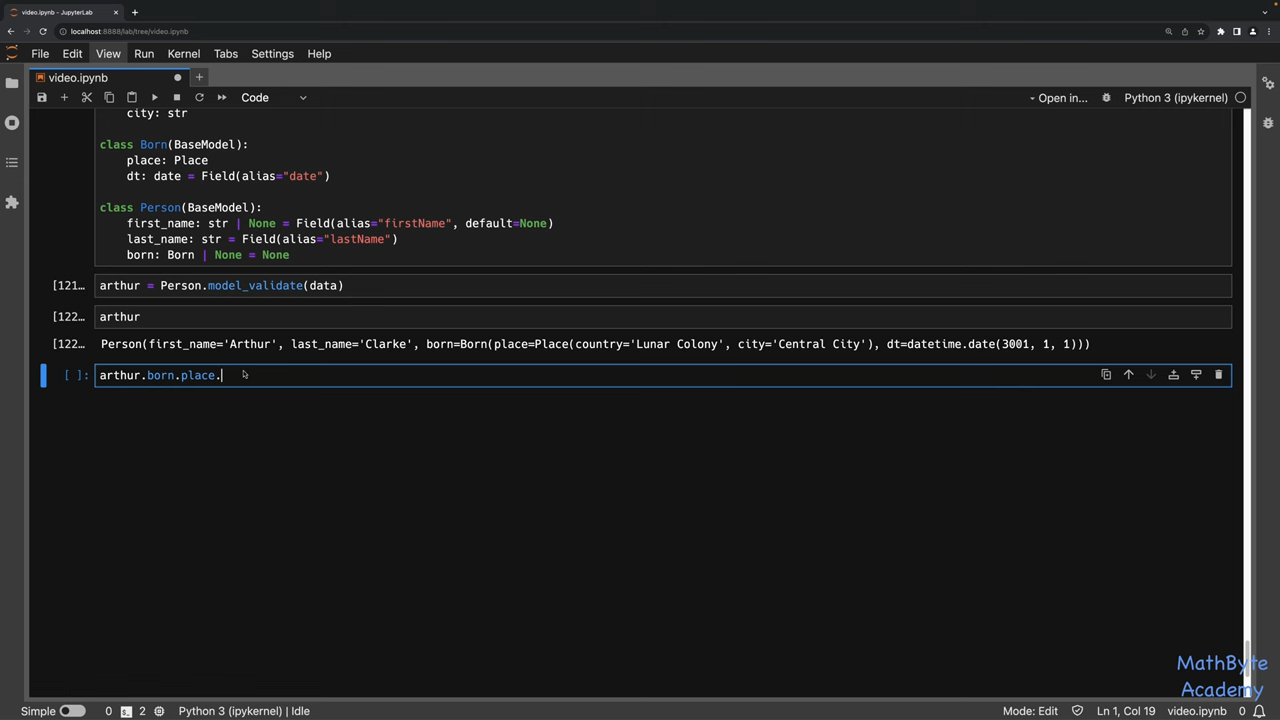 video.ipynb - JupyterLab
localhost:8888/lab/tree/video.ipynb
File Edit View Run Kernel Tabs Settings Help
video.ipynb
Code
Open in...
Python 3 (ipykernel)
city: str
class Born(BaseModel):
place: Place
dt: date = Field(alias="date")
class Person(BaseModel):
first_name: str | None = Field(alias="firstName", default=None)
last_name: str = Field(alias="lastName")
born: Born | None = None
[121… arthur = Person.model_validate(data)
[122… arthur
[122… Person(first_name='Arthur', last_name='Clarke', born=Born(place=Place(country='Lunar Colony', city='Central City'), dt=datetime.date(3001, 1, 1)))
[ ]: arthur.born.place.
MathByte
Academy
Simple 0 2 Python 3 (ipykernel) | Idle Mode: Edit Ln 1, Col 19 video.ipynb 0